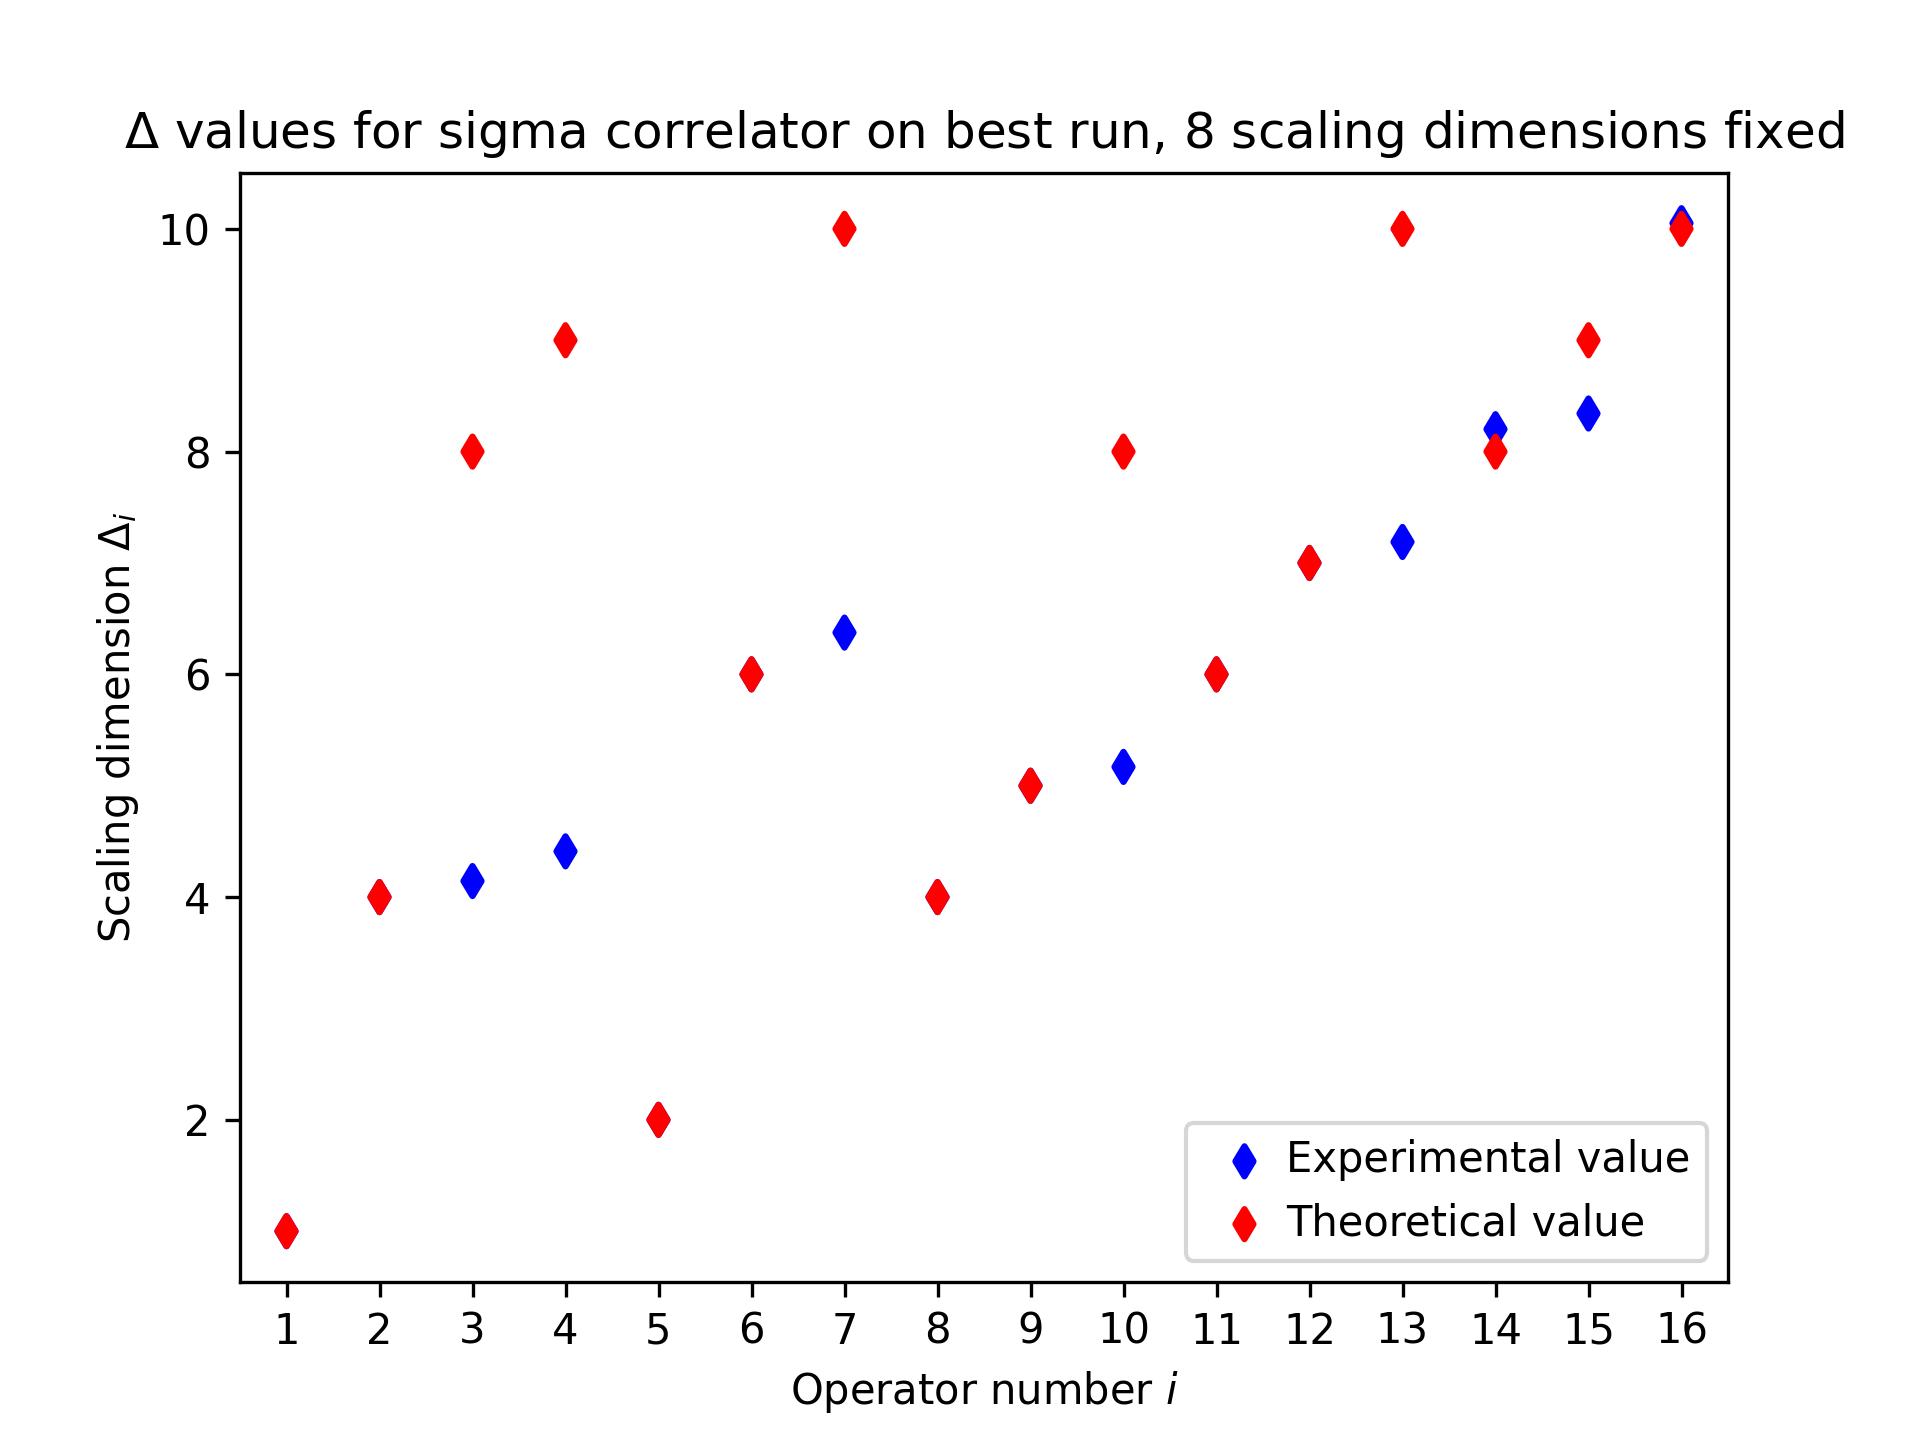 Δ values for sigma correlator on best run, 8 scaling dimensions fixed
10
8
6
4
2
Scaling dimension Δᵢ
1 2 3 4 5 6 7 8 9 10 11 12 13 14 15 16
Operator number i
Experimental value
Theoretical value